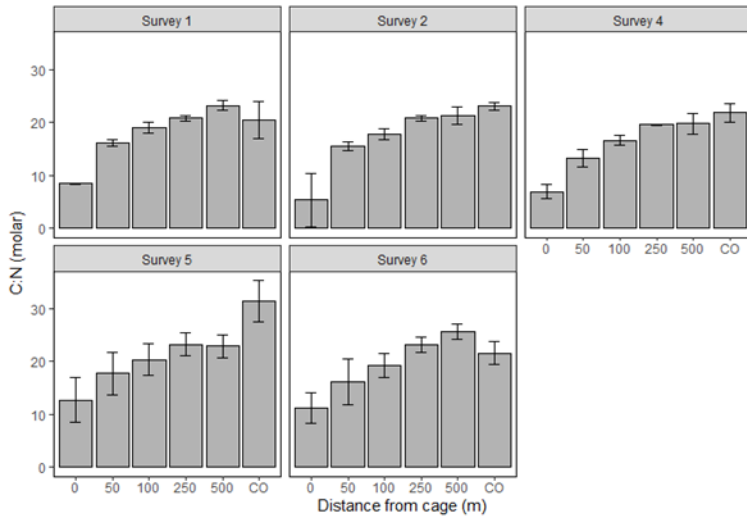 Survey 1
Survey 2
Survey 4
30
20
10
0
0 50 100 250 500 CO
Survey 5
Survey 6
30
20
10
0
0 50 100 250 500 CO
0 50 100 250 500 CO
C:N (molar)
Distance from cage (m)